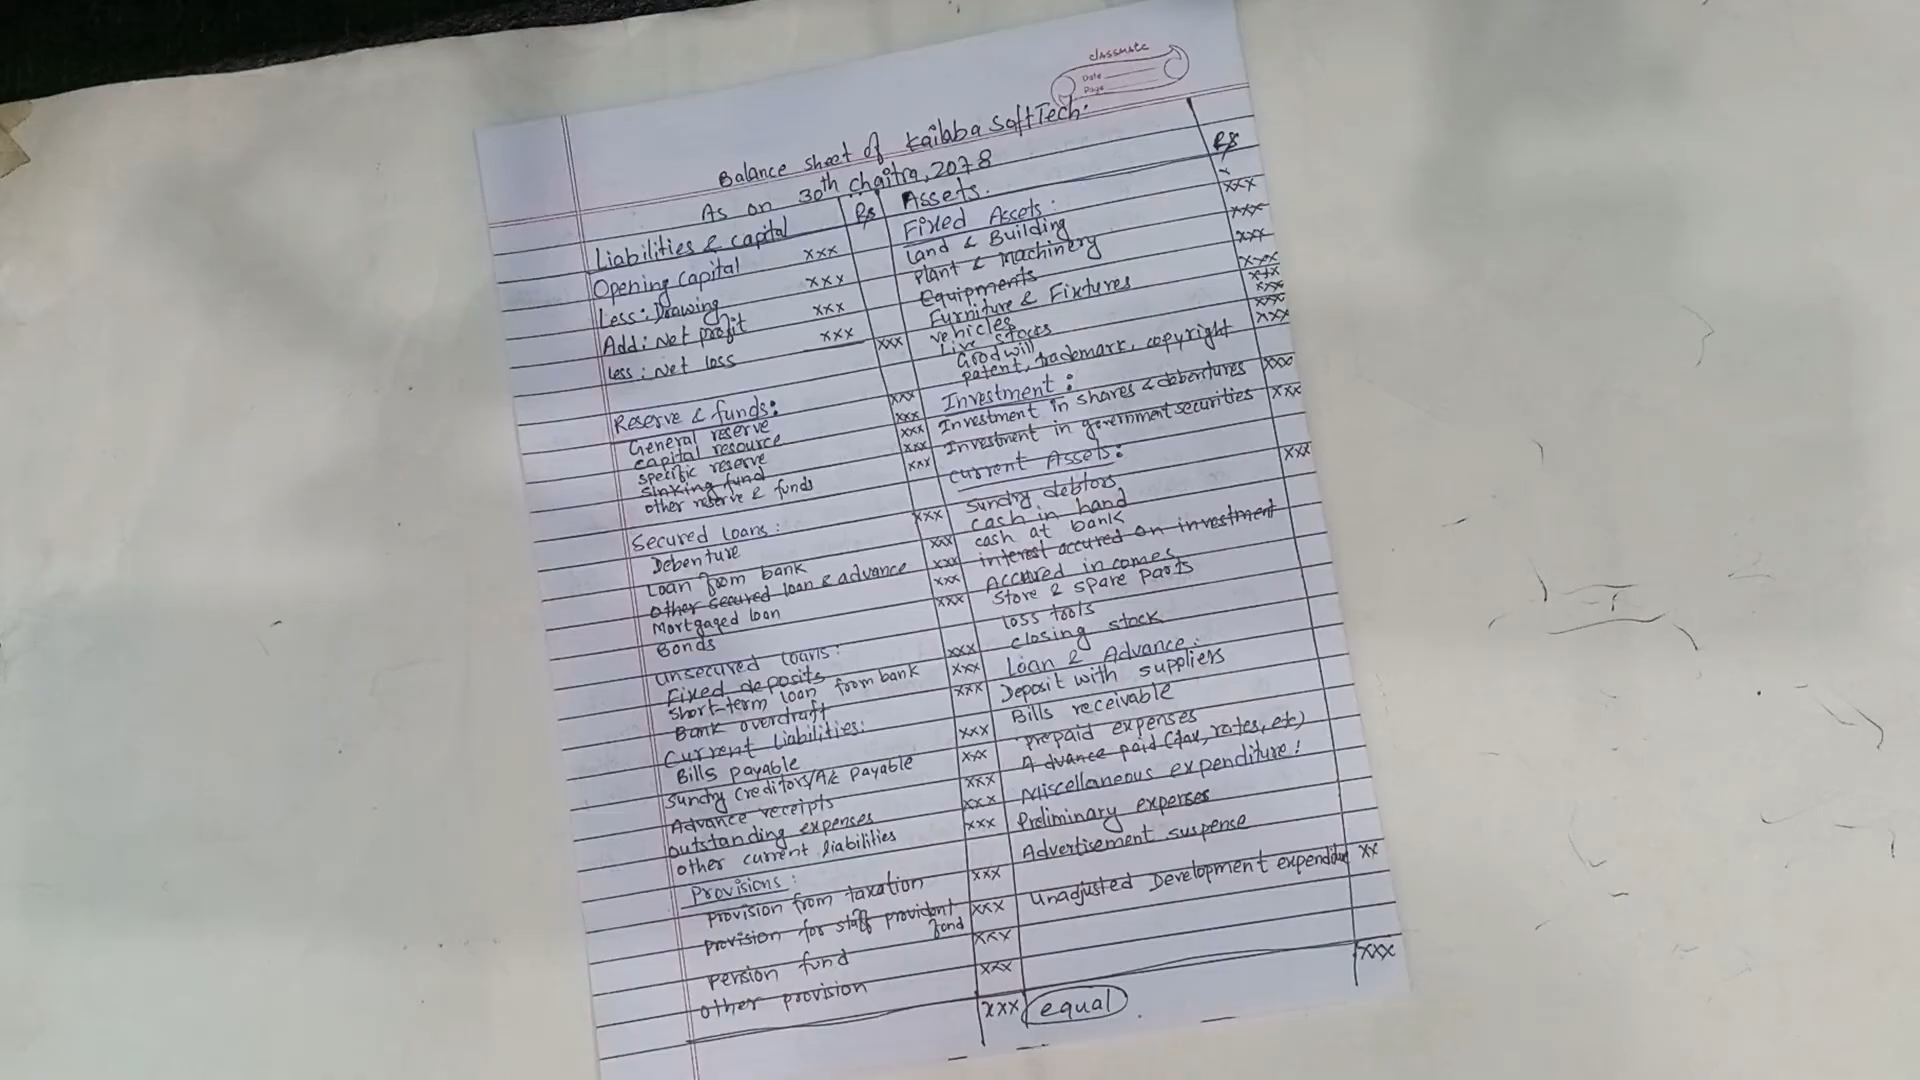 classmate
Date
Page
Balance sheet of Kailaba SoftTech.
As on 30th Chaitra, 2078
Liabilities & capital Rs Assets. Rs
Opening capital xxx Fixed Assets:
Less: Drawing xxx Land & Building xxx
Add: Net profit xxx Plant & Machinery xxx
Less: Net loss xxx xxx Equipments xxx
Furniture & Fixtures xxx
vehicles xxx
Live stocks xxx
Goodwill xxx
patent, trademark, copyright
Reserve & funds: xxx Investment:
General reserve xxx Investment in shares & debentures xxx
capital resource xxx Investment in government securities xxx
specific reserve xxx Current Assets:
sinking fund xxx
other reserve & funds
Secured Loans: xxx Sundry debtors xxx
Debenture cash in hand
Loan from bank xxx cash at bank
Other secured loan & advance xxx interest accured on investment
Mortgaged loan xxx Accured incomes
Bonds xxx Store & spare parts
unsecured loans: loss tools
Fixed deposits xxx closing stock
short-term loan from bank xxx Loan & Advance:
Bank overdraft xxx Deposit with suppliers
Current Liabilities: Bills receivable
Bills payable xxx prepaid expenses
Sundry Creditors/A/c payable xxx Advance paid (tax, rates, etc)
Advance receipts xxx Miscellaneous expenditure:
outstanding expenses xxx Preliminary expenses
other current liabilities xxx Advertisement suspense
Provisions:
provision from taxation xxx Unadjusted Development expenditure xx
provision for staff provident xxx
fund
pension fund xxx
other provision xxx
xxx equal xxx